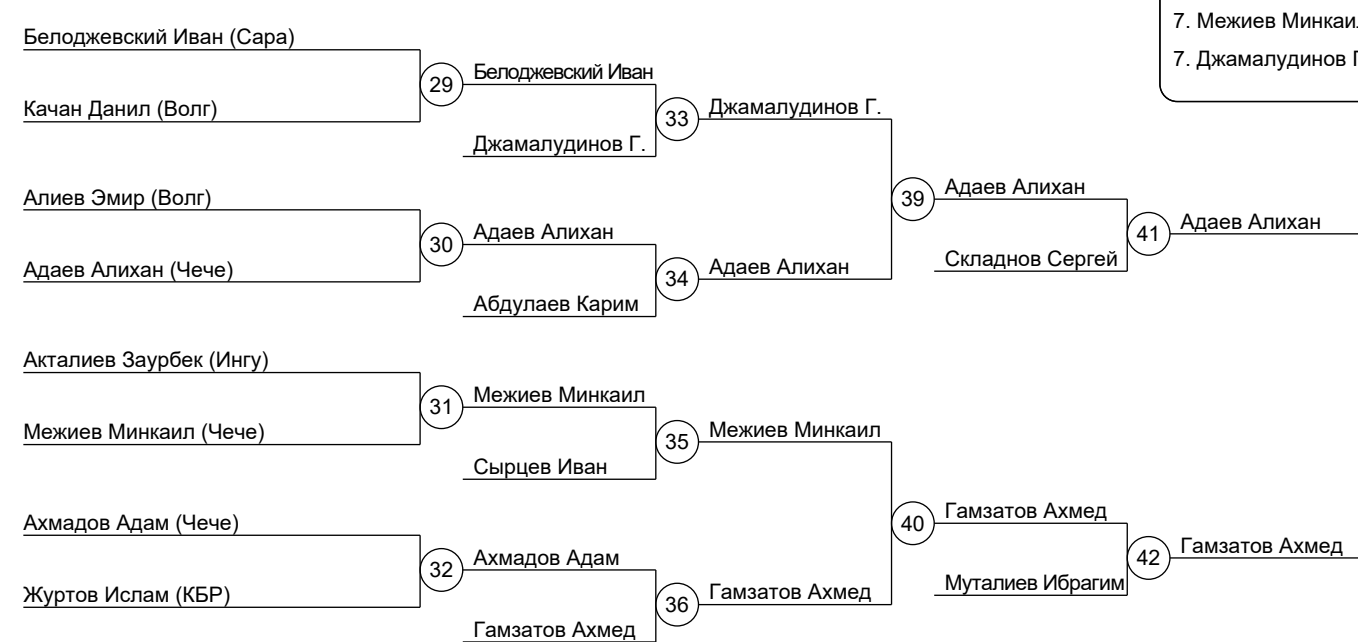 7. Межиев Минкаил
7. Джамалудинов
Белоджевский Иван (Сара)
29
Белоджевский Иван
Качан Данил (Волг)
33
Джамалудинов Г.
Джамалудинов Г.
Алиев Эмир (Волг)
39
Адаев Алихан
30
Адаев Алихан
41
Адаев Алихан
Адаев Алихан (Чече)
34
Адаев Алихан
Складнов Сергей
Абдулаев Карим
Акталиев Заурбек (Ингу)
31
Межиев Минкаил
Межиев Минкаил (Чече)
35
Межиев Минкаил
Сырцев Иван
Ахмадов Адам (Чече)
40
Гамзатов Ахмед
32
Ахмадов Адам
42
Гамзатов Ахмед
Журтов Ислам (КБР)
36
Гамзатов Ахмед
Муталиев Ибрагим
Гамзатов Ахмед